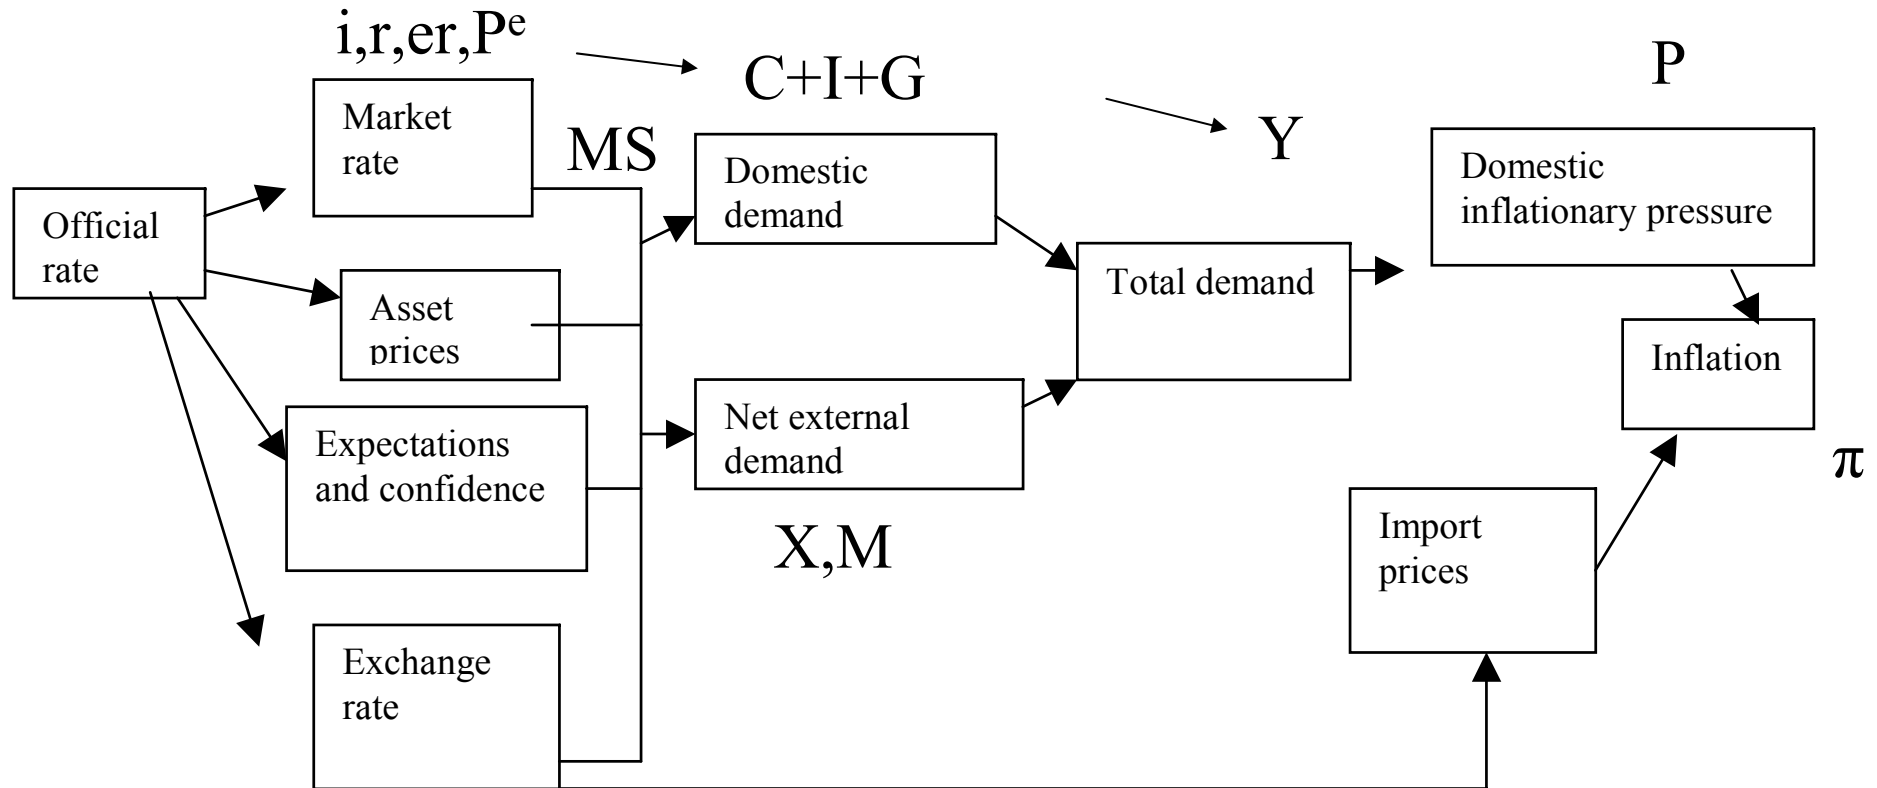 i,r,er,Pᵉ
C+I+G
P
Y
MS
Market
rate
Official
rate
Asset
prices
Expectations
and confidence
Exchange
rate
Domestic
demand
Net external
demand
X,M
Total demand
Domestic
inflationary pressure
Inflation
π
Import
prices